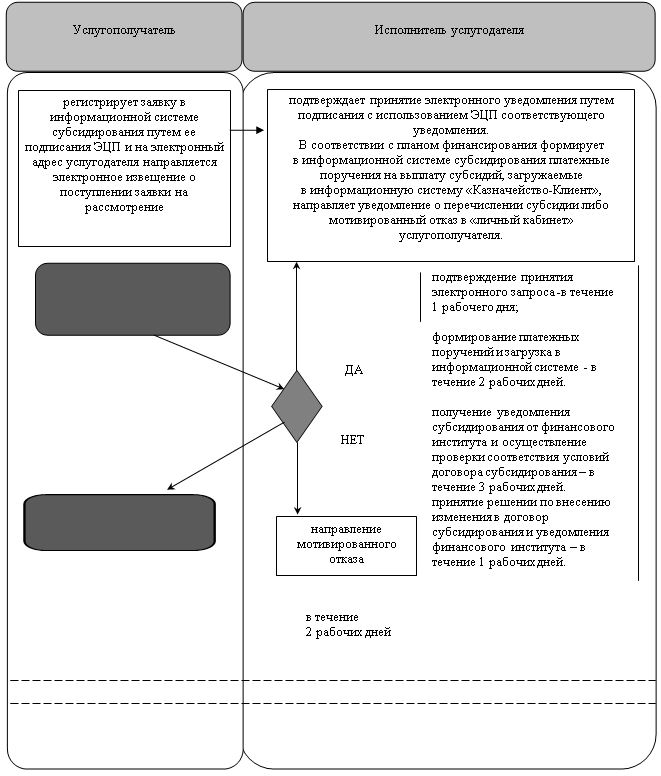 Услугополучатель
Исполнитель услугодателя
регистрирует заявку в
информационной системе
субсидирования путем ее
подписания ЭЦП и на электронный
адрес услугодателя направляется
электронное извещение о
поступлении заявки на
рассмотрение
подтверждает принятие электронного уведомления путем
подписания с использованием ЭЦП соответствующего
уведомления.
В соответствии с планом финансирования формирует
в информационной системе субсидирования платежные
поручения на выплату субсидий, загружаемые
в информационную систему «Казначейство-Клиент»,
направляет уведомление о перечислении субсидии либо
мотивированный отказ в «личный кабинет»
услугополучателя.
подтверждение принятия
электронного запроса -в течение
1 рабочего дня;
формирование платежных
поручений и загрузка в
информационной системе - в
течение 2 рабочих дней.
получение уведомления
субсидирования от финансового
института и осуществление
проверки соответствия условий
договора субсидирования – в
течение 3 рабочих дней.
принятие решении по внесению
изменения в договор
субсидирования и уведомления
финансового института – в
течение 1 рабочих дней.
ДА
НЕТ
направление
мотивированного
отказа
в течение
2 рабочих дней